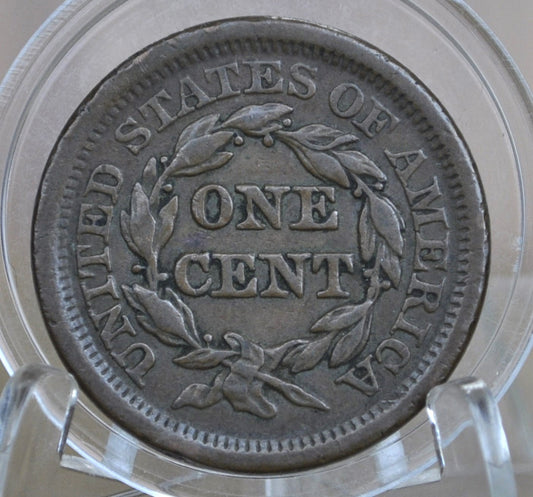 UNITED STATES OF AMERICA
ONE
CENT